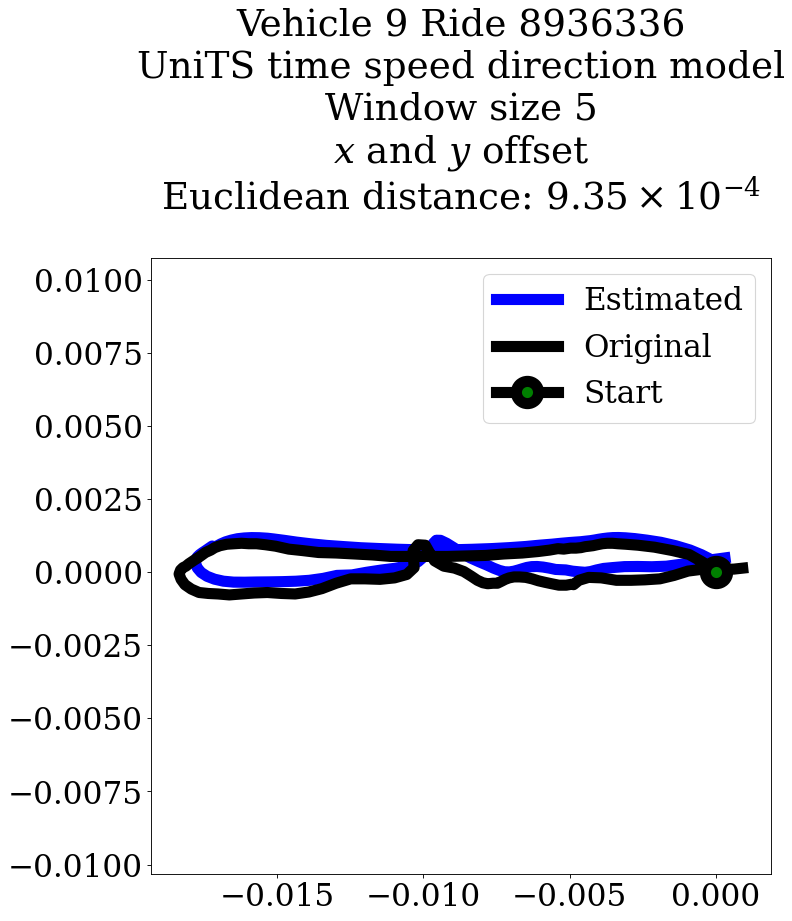 Vehicle 9 Ride 8936336
UniTS time speed direction model
Window size 5
x and y offset
Euclidean distance: 9.35 × 10⁻⁴
Estimated
Original
Start
0.0100
0.0075
0.0050
0.0025
0.0000
−0.0025
−0.0050
−0.0075
−0.0100
−0.015 −0.010 −0.005 0.000